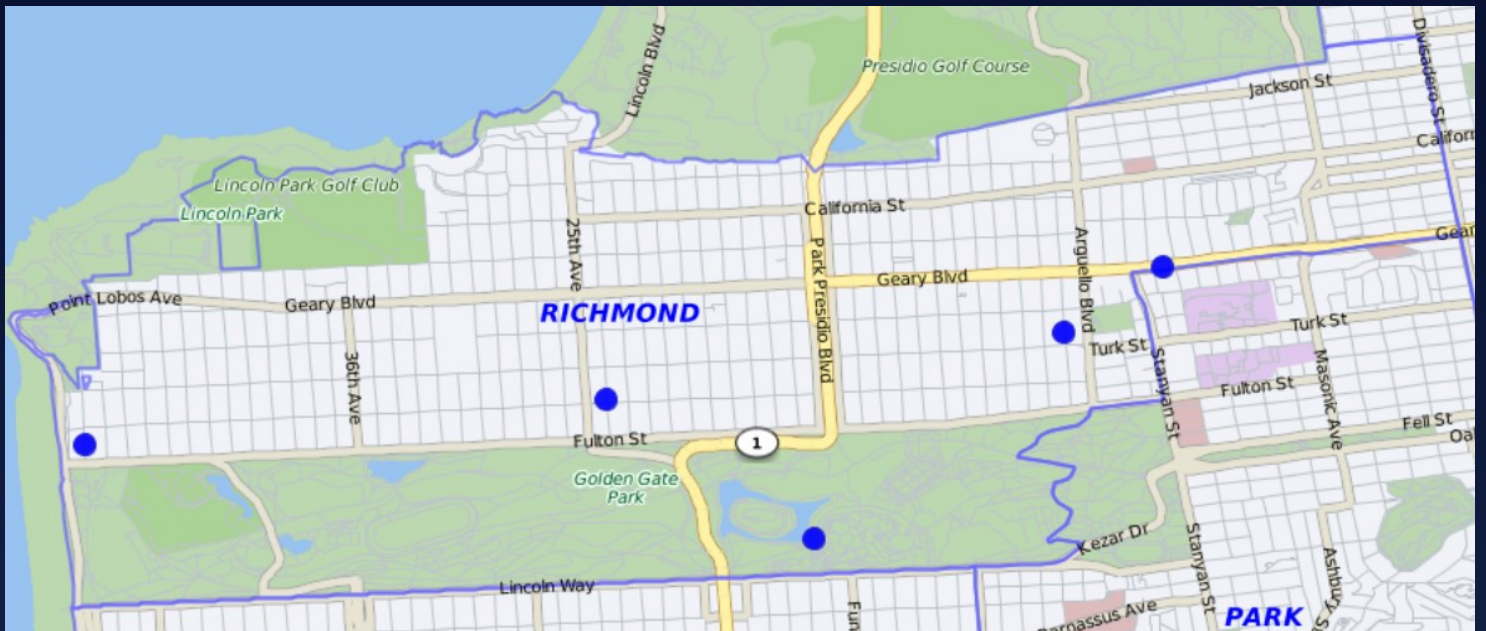 Lincoln Blvd
Presidio Golf Course
Divisadero St
Jackson St
Californ
Lincoln Park Golf Club
Lincoln Park
California St
25th Ave
Park Presidio Blvd
Arguello Blvd
Gear
Geary Blvd
Point Lobos Ave
Geary Blvd
RICHMOND
Turk St
Turk St
36th Ave
Stanyan St
Masonic Ave
Fulton St
Fell St
Oa
Fulton St
1
Golden Gate
Park
Kezar Dr
Stanyan St
Ashbury S
Lincoln Way
Fun
Parnassus Ave
PARK